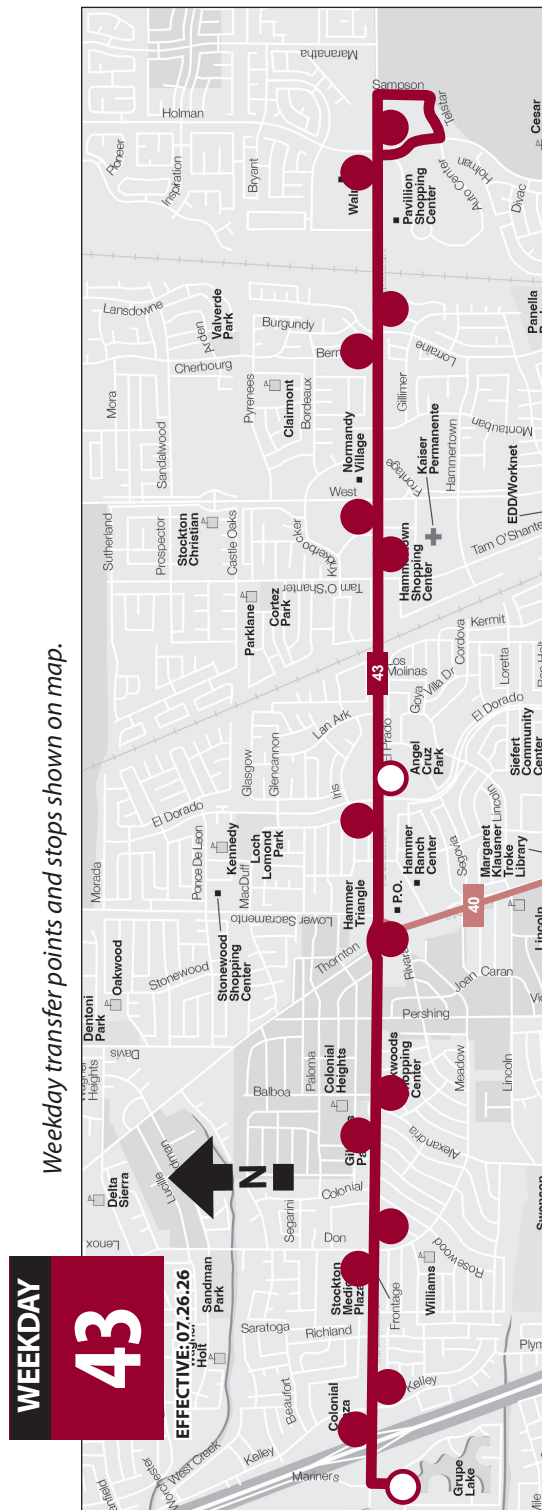 WEEKDAY
43
EFFECTIVE: 07.26.26
Weekday transfer points and stops shown on map.
N
43
40
Maranatha
Sampson
Telstar
Holman
Pioneer
Inspiration
Bryant
Pavillion
Shopping
Center
Auto Center
Holman
Divac
Cesar
Lansdowne
Arden
Valverde
Park
Burgundy
Cherbourg
Lorraine
Mora
Pyrenees
Clairmont
Bordeaux
Gillimer
Montauban
Sandalwood
Normandy
Village
West
Frontage
Kaiser
Permanente
Hammertown
EDD/Worknet
Sutherland
Prospector
Stockton
Christian
Castle Oaks
Shopping
Center
Tam O'Shanter
Parklane
Cortez
Park
Tam O'Shanter
Kermit
Cordova
Loretta
Los
Molinas
Villa Dr
Goya
El Dorado
Lan Ark
El Prado
Angel
Cruz
Park
Siefert
Community
Center
Glasgow
Glencannon
El Dorado
Iris
Ponce De Leon
Kennedy
MacDuff
Loch
Lomond
Park
Hammer
Ranch
Center
Segovia
Lincoln
Margaret
Klausner
Troke
Library
Morada
Lower Sacramento
Hammer
Triangle
P.O.
Stonewood
Shopping
Center
Thornton
Rivara
Lincoln
Oakwood
Stonewood
Joan
Caran
Dentoni
Park
Davis
Pershing
Heights
Paloma
Balboa
Colonial
Heights
Center
Meadow
Lincoln
Alexandria
Delta
Sierra
Lucille
Segarini
Colonial
Swenson
Lenox
Don
Rosewood
Sandman
Park
Stockton
Plaza
Frontage
Williams
Holt
Saratoga
Richland
Beaufort
Kelley
Colonial
West Creek
Kelley
Worchester
Mariners
Grupe
Lake